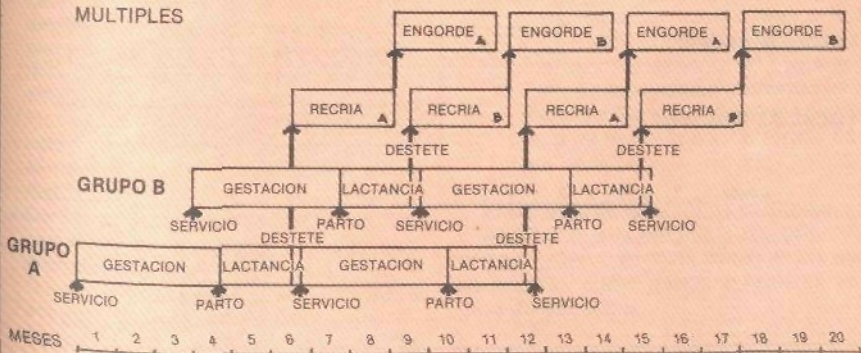 MULTIPLES
ENGORDE A ENGORDE B ENGORDE A ENGORDE B
RECRIA A RECRIA B RECRIA A RECRIA B
DESTETE DESTETE
GRUPO B GESTACION LACTANCIA GESTACION LACTANCIA
SERVICIO PARTO SERVICIO PARTO SERVICIO
DESTETE DESTETE
GRUPO
A GESTACION LACTANCIA GESTACION LACTANCIA
SERVICIO PARTO SERVICIO PARTO SERVICIO
MESES 1 2 3 4 5 6 7 8 9 10 11 12 13 14 15 16 17 18 19 20